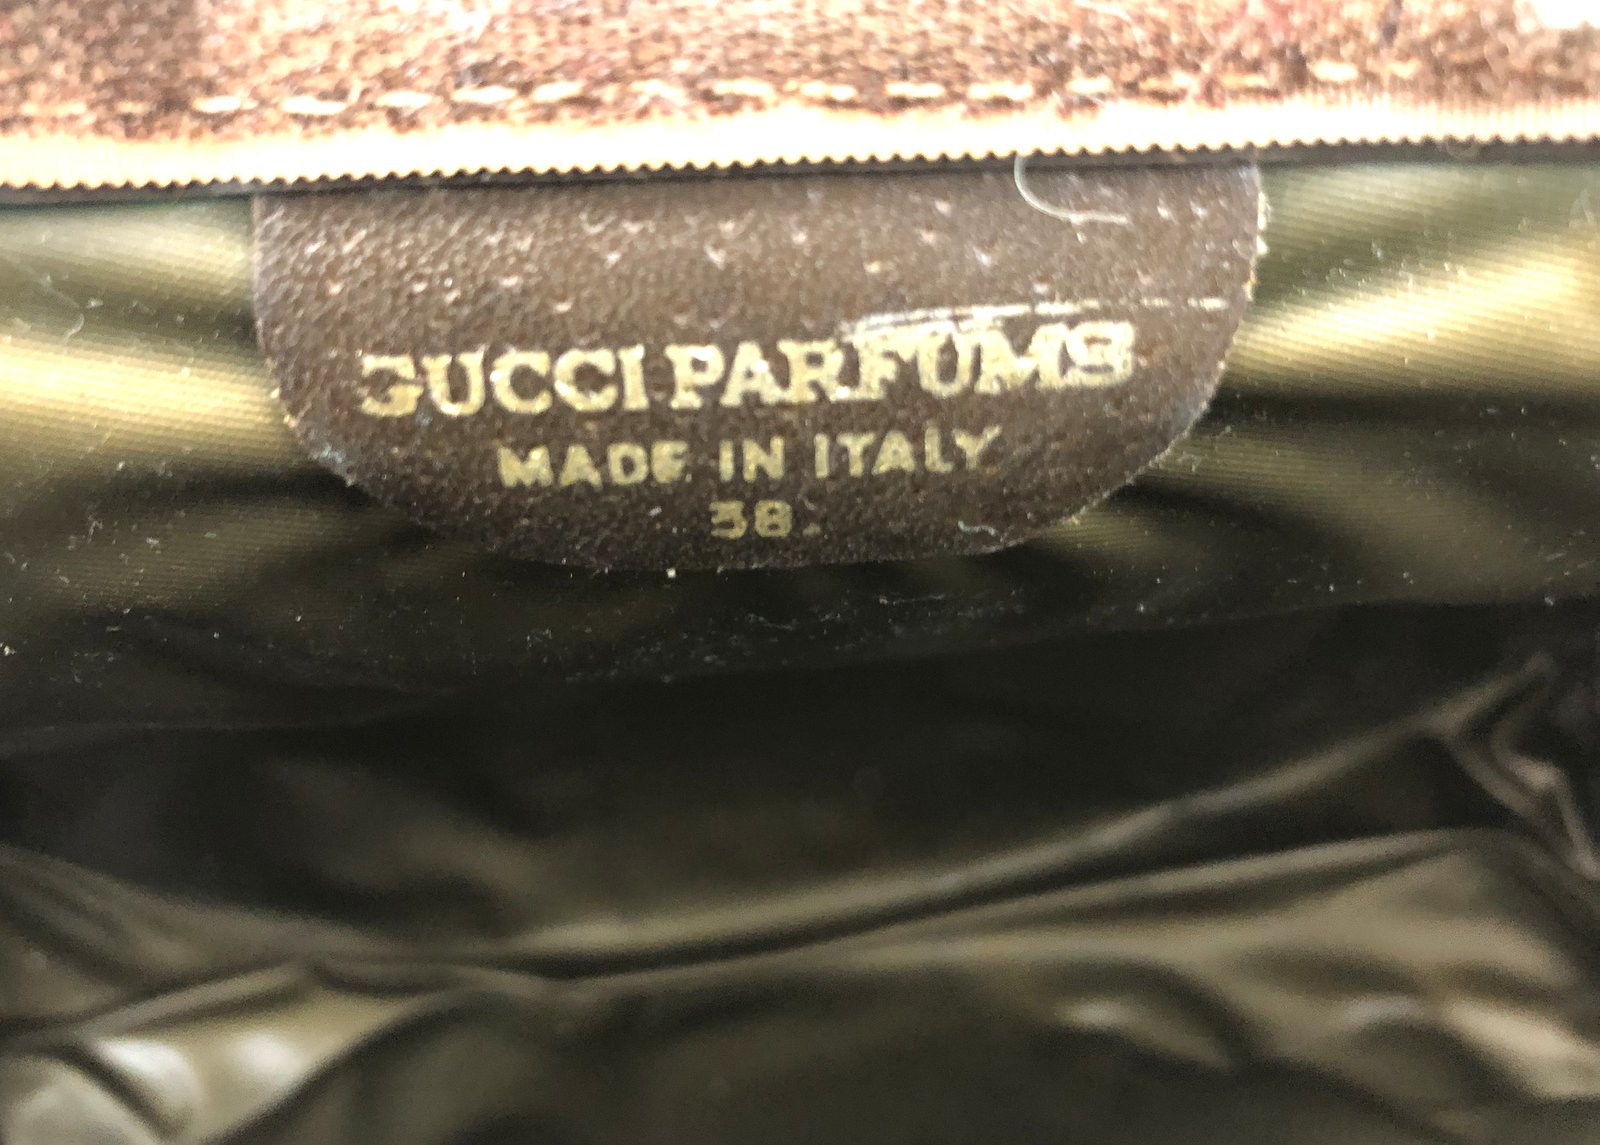 GUCCI PARFUMS
MADE IN ITALY
38.